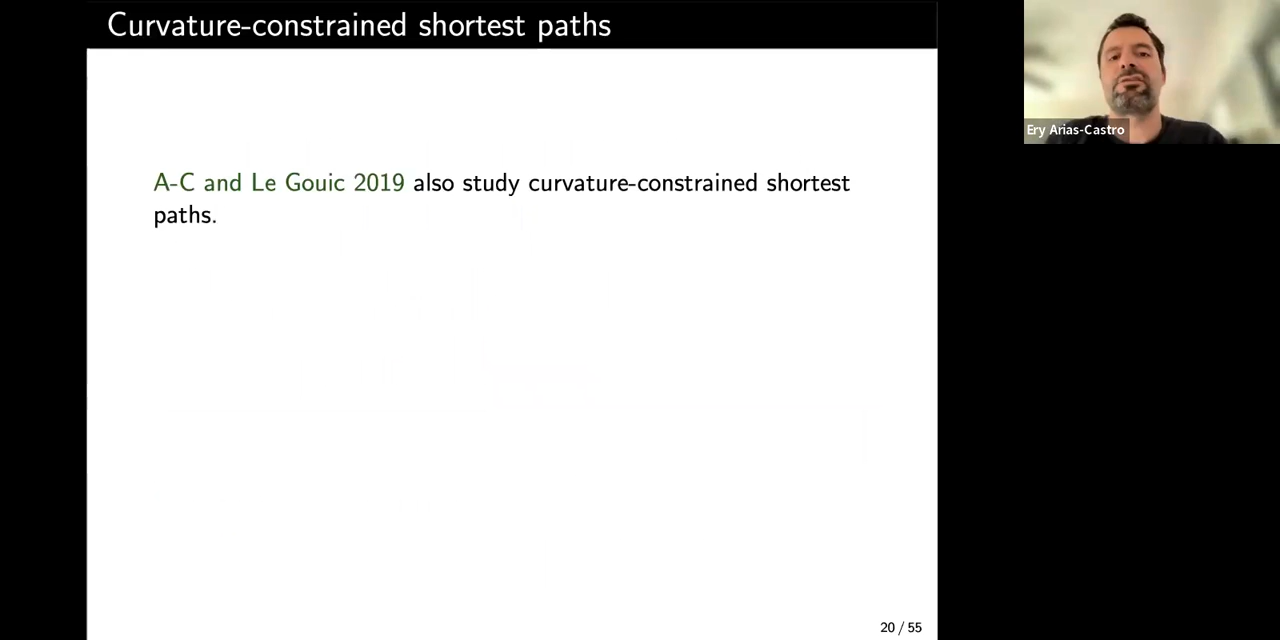 Curvature-constrained shortest paths
Ery Arias-Castro
A-C and Le Gouic 2019 also study curvature-constrained shortest
paths.
20 / 55